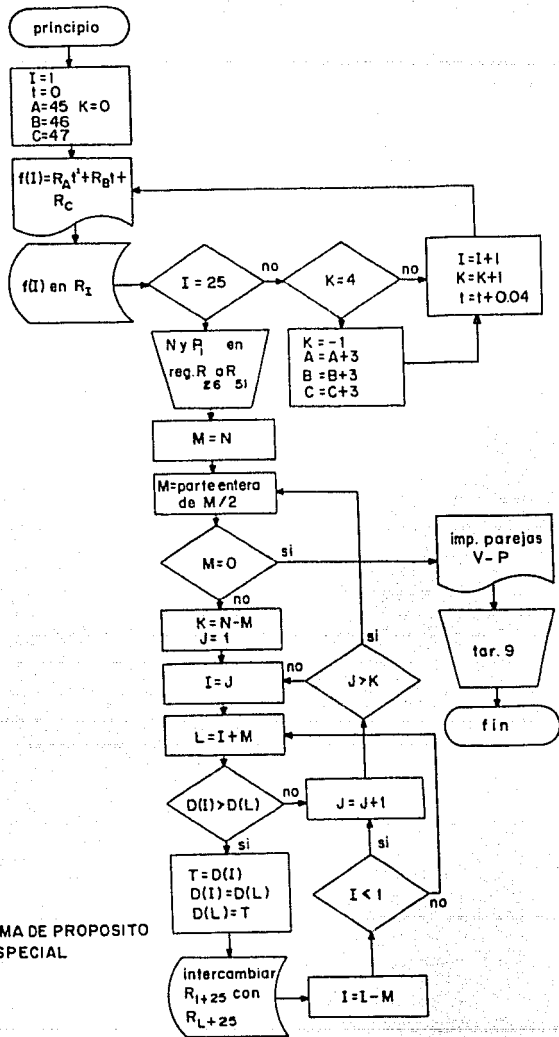 principio
I=1
t=0
A=45 K=0
B=46
C=47
f(I)=R_A t²+R_B t+
R_C
f(I) en R_I
I = 25
no
K=4
no
I=I+1
K=K+1
t=t+0.04
K=-1
A=A+3
B=B+3
C=C+3
N y P_i en
reg. R_26 a R_51
M=N
M=parte entera
de M/2
M=0
si
no
imp. parejas
V-P
tar. 9
fin
K=N-M
J=1
I=J
no
J>K
si
L=I+M
D(I)>D(L)
no
J=J+1
si
T=D(I)
D(I)=D(L)
D(L)=T
si
I<1
no
MA DE PROPOSITO
SPECIAL
intercambiar
R_I+25 con
R_L+25
I=I-M